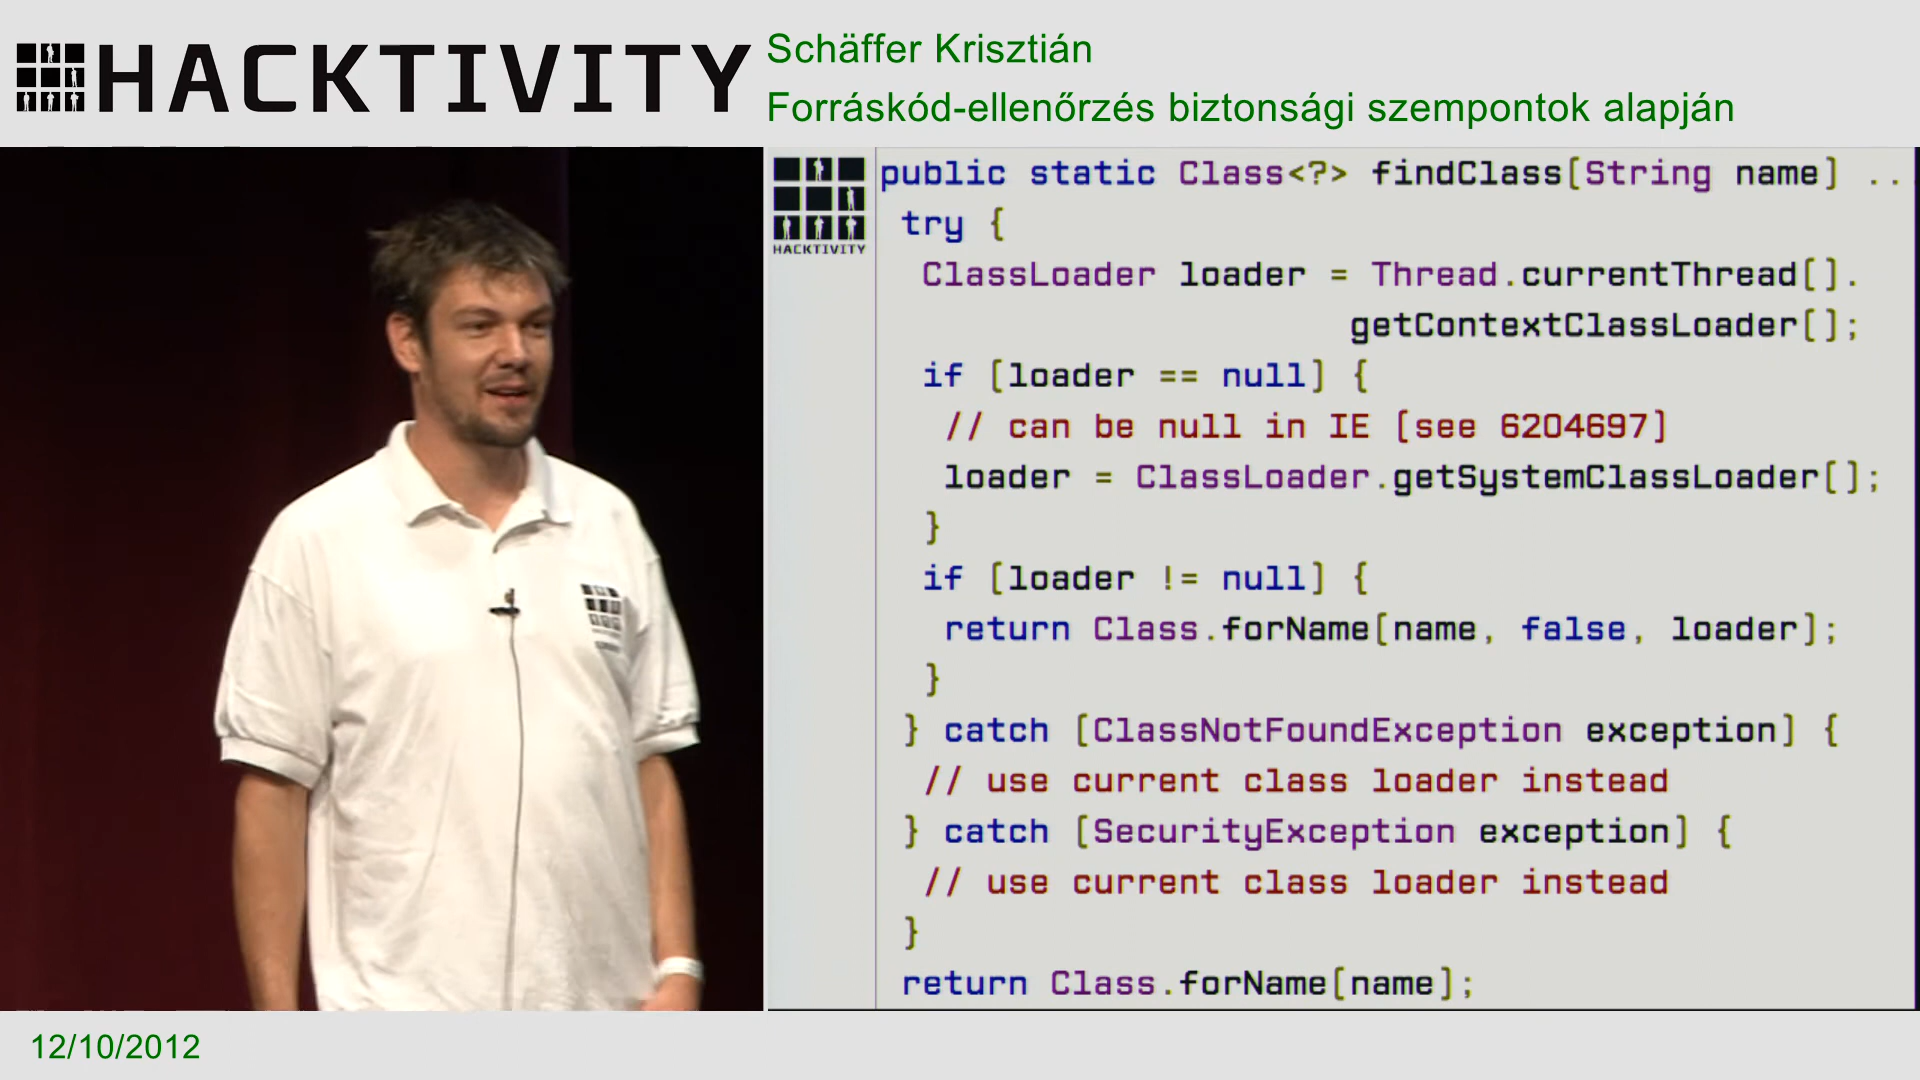 HACKTIVITY
Schäffer Krisztián
Forráskód-ellenőrzés biztonsági szempontok alapján
HACKTIVITY
public static Class<?> findClass(String name) ..
try {
ClassLoader loader = Thread.currentThread().
getContextClassLoader();
if (loader == null) {
// can be null in IE (see 6204697)
loader = ClassLoader.getSystemClassLoader();
}
if (loader != null) {
return Class.forName(name, false, loader);
}
} catch (ClassNotFoundException exception) {
// use current class loader instead
} catch (SecurityException exception) {
// use current class loader instead
}
return Class.forName(name);
12/10/2012